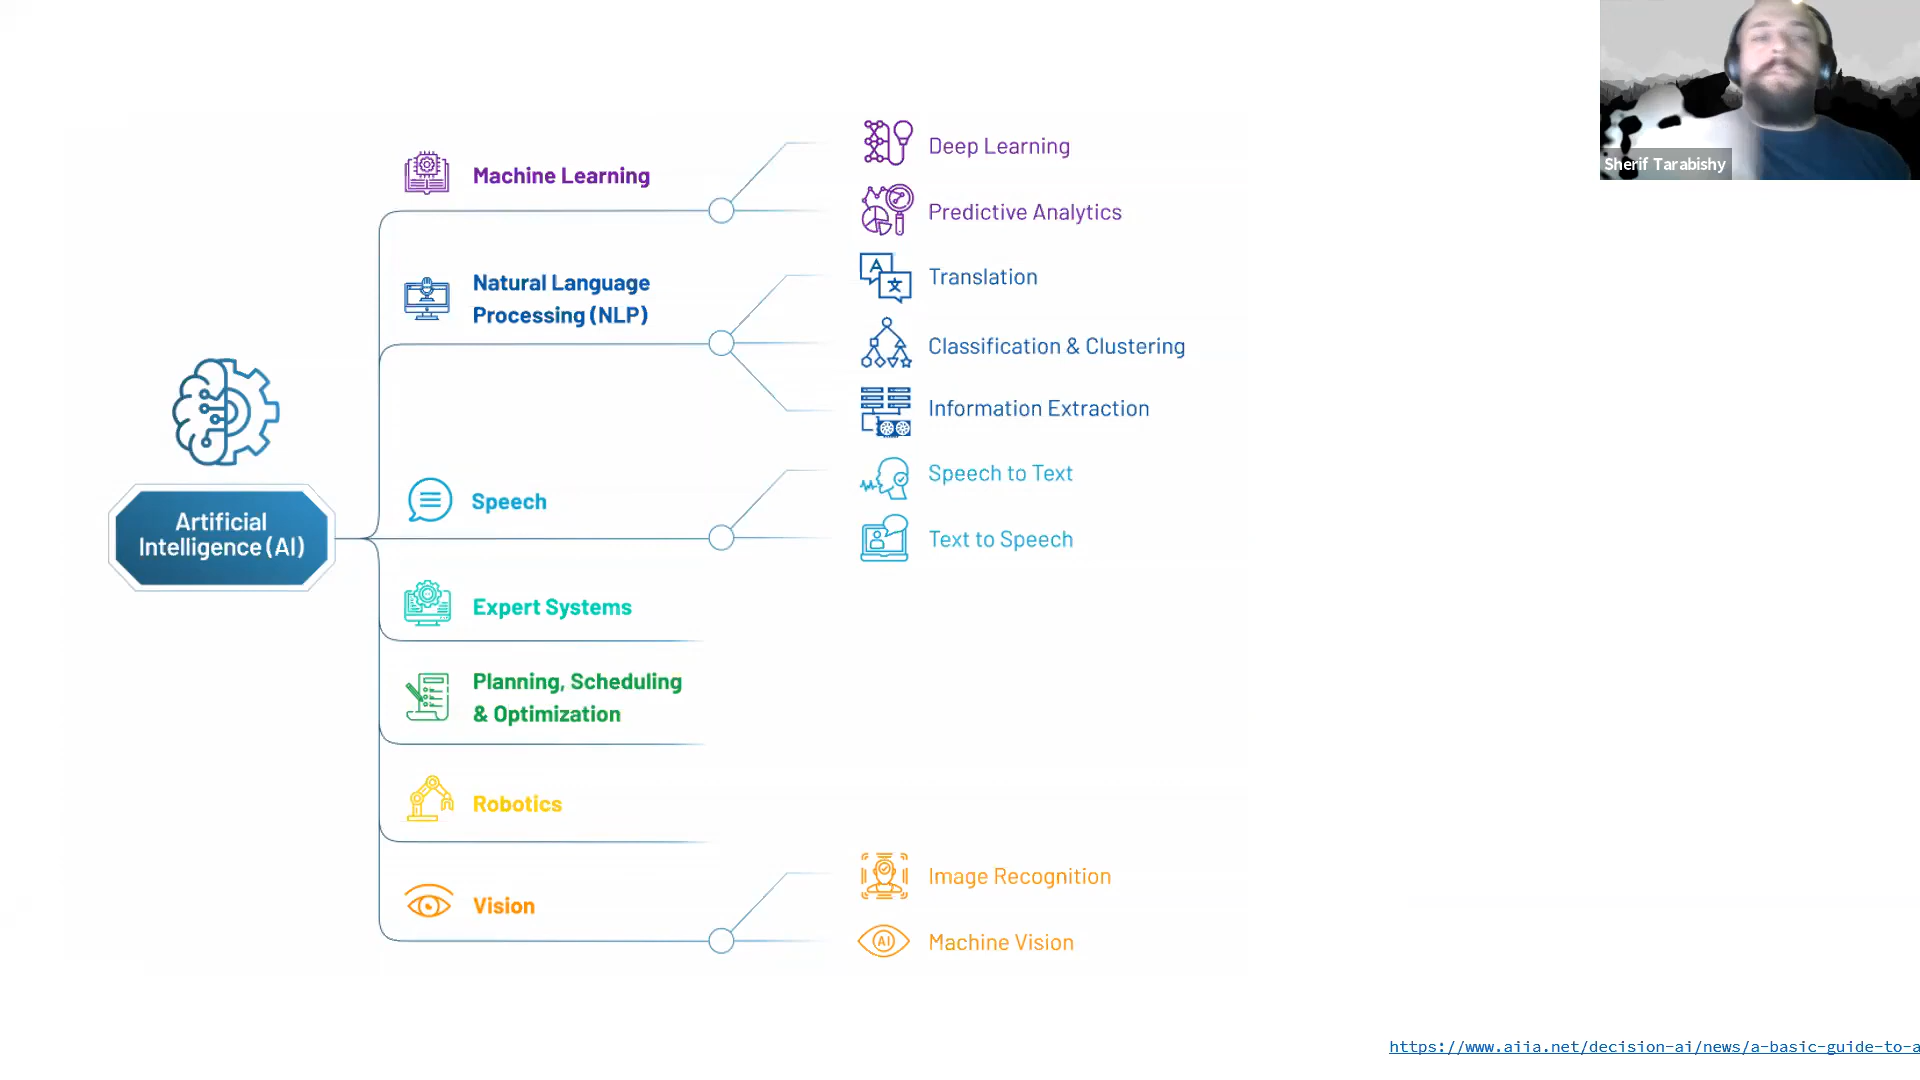 Sherif Tarabishy
Artificial
Intelligence (AI)
Machine Learning
Deep Learning
Predictive Analytics
Natural Language
Processing (NLP)
Translation
Classification & Clustering
Information Extraction
Speech
Speech to Text
Text to Speech
Expert Systems
Planning, Scheduling
& Optimization
Robotics
Vision
Image Recognition
Machine Vision
A
文
AI
https://www.aiia.net/decision-ai/news/a-basic-guide-to-a